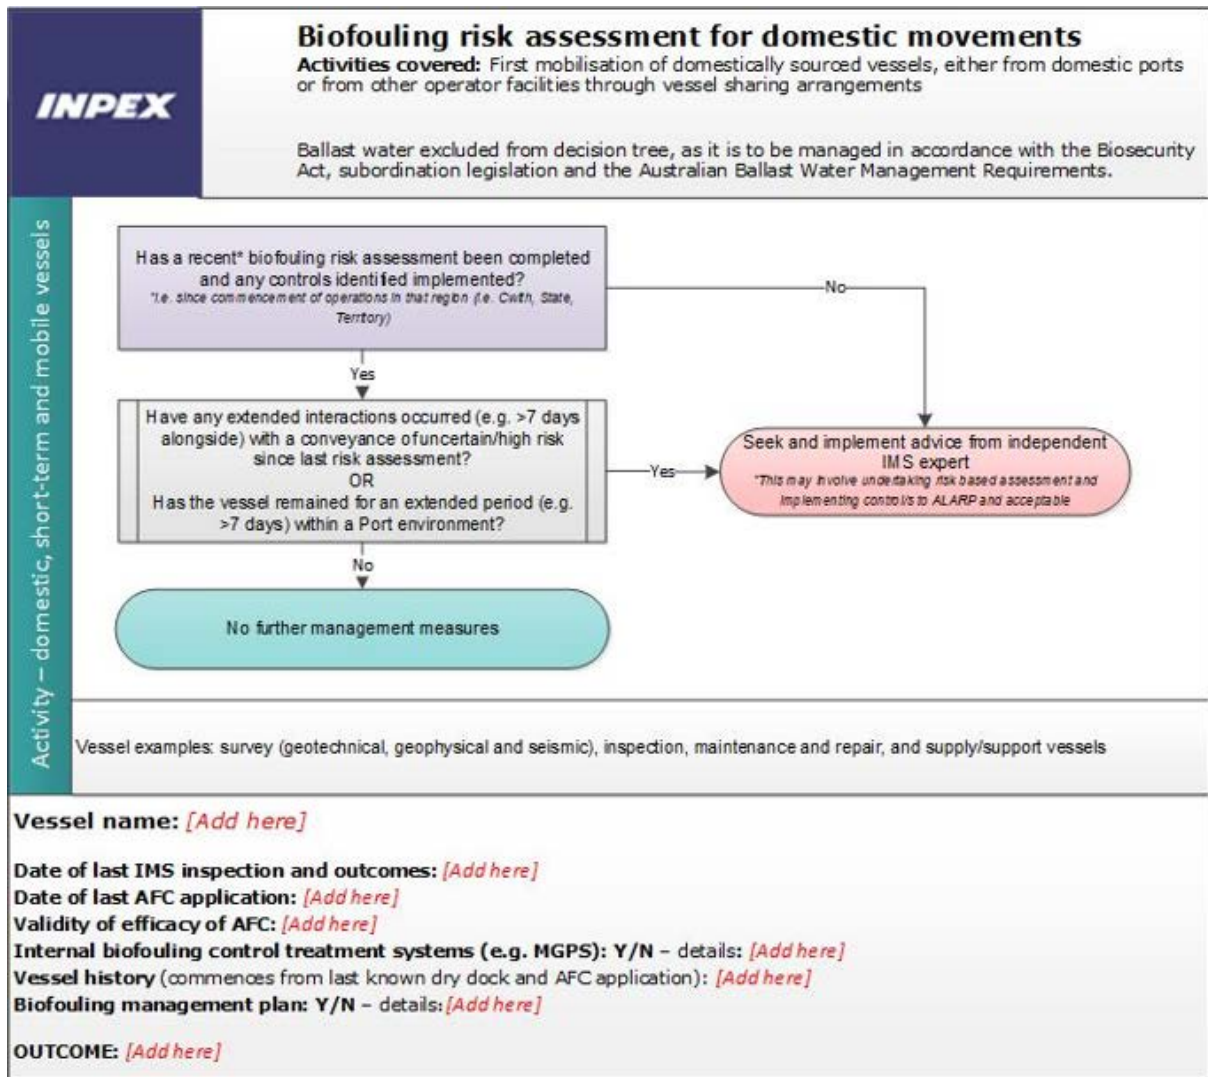 INPEX
Biofouling risk assessment for domestic movements
Activities covered: First mobilisation of domestically sourced vessels, either from domestic ports
or from other operator facilities through vessel sharing arrangements
Ballast water excluded from decision tree, as it is to be managed in accordance with the Biosecurity
Act, subordination legislation and the Australian Ballast Water Management Requirements.
Activity – domestic, short-term and mobile vessels
Has a recent* biofouling risk assessment been completed
and any controls identified implemented?
*I.e. since commencement of operations in that region (i.e. Cwth, State,
Territory)
No
Yes
Have any extended interactions occurred (e.g. >7 days
alongside) with a conveyance of uncertain/high risk
since last risk assessment?
OR
Has the vessel remained for an extended period (e.g.
>7 days) within a Port environment?
Yes
Seek and implement advice from independent
IMS expert
*This may involve undertaking risk based assessment and
implementing control/s to ALARP and acceptable
No
No further management measures
Vessel examples: survey (geotechnical, geophysical and seismic), inspection, maintenance and repair, and supply/support vessels
Vessel name: [Add here]
Date of last IMS inspection and outcomes: [Add here]
Date of last AFC application: [Add here]
Validity of efficacy of AFC: [Add here]
Internal biofouling control treatment systems (e.g. MGPS): Y/N – details: [Add here]
Vessel history (commences from last known dry dock and AFC application): [Add here]
Biofouling management plan: Y/N – details: [Add here]
OUTCOME: [Add here]